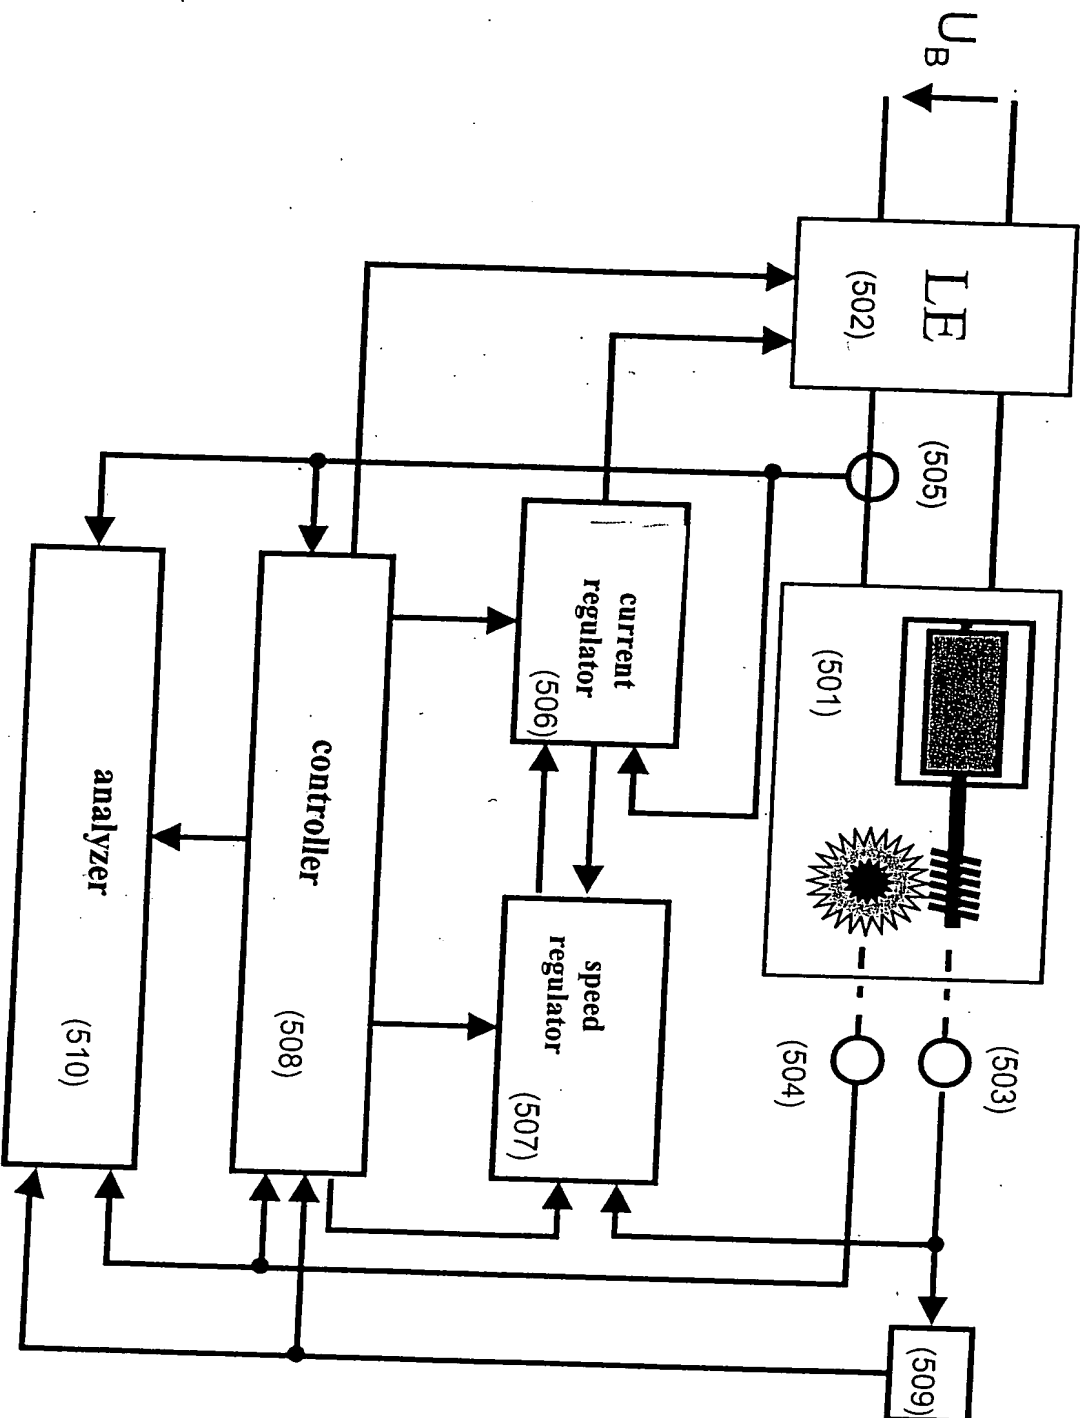 U_B
LE
(502)
(505)
(501)
(503)
(504)
(509)
current
regulator
(506)
speed
regulator
(507)
controller
(508)
analyzer
(510)